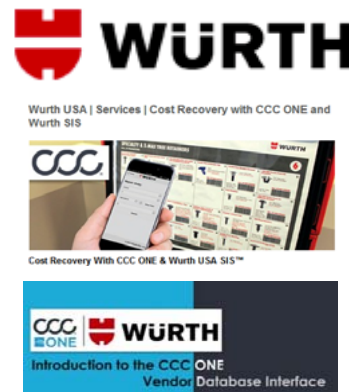 WÜRTH
Wurth USA | Services | Cost Recovery with CCC ONE and
Wurth SIS
CCC
WÜRTH
6
Cost Recovery With CCC ONE & Wurth USA SIS™
CCC
ONE
WÜRTH
Introduction to the CCC ONE
Vendor Database Interface